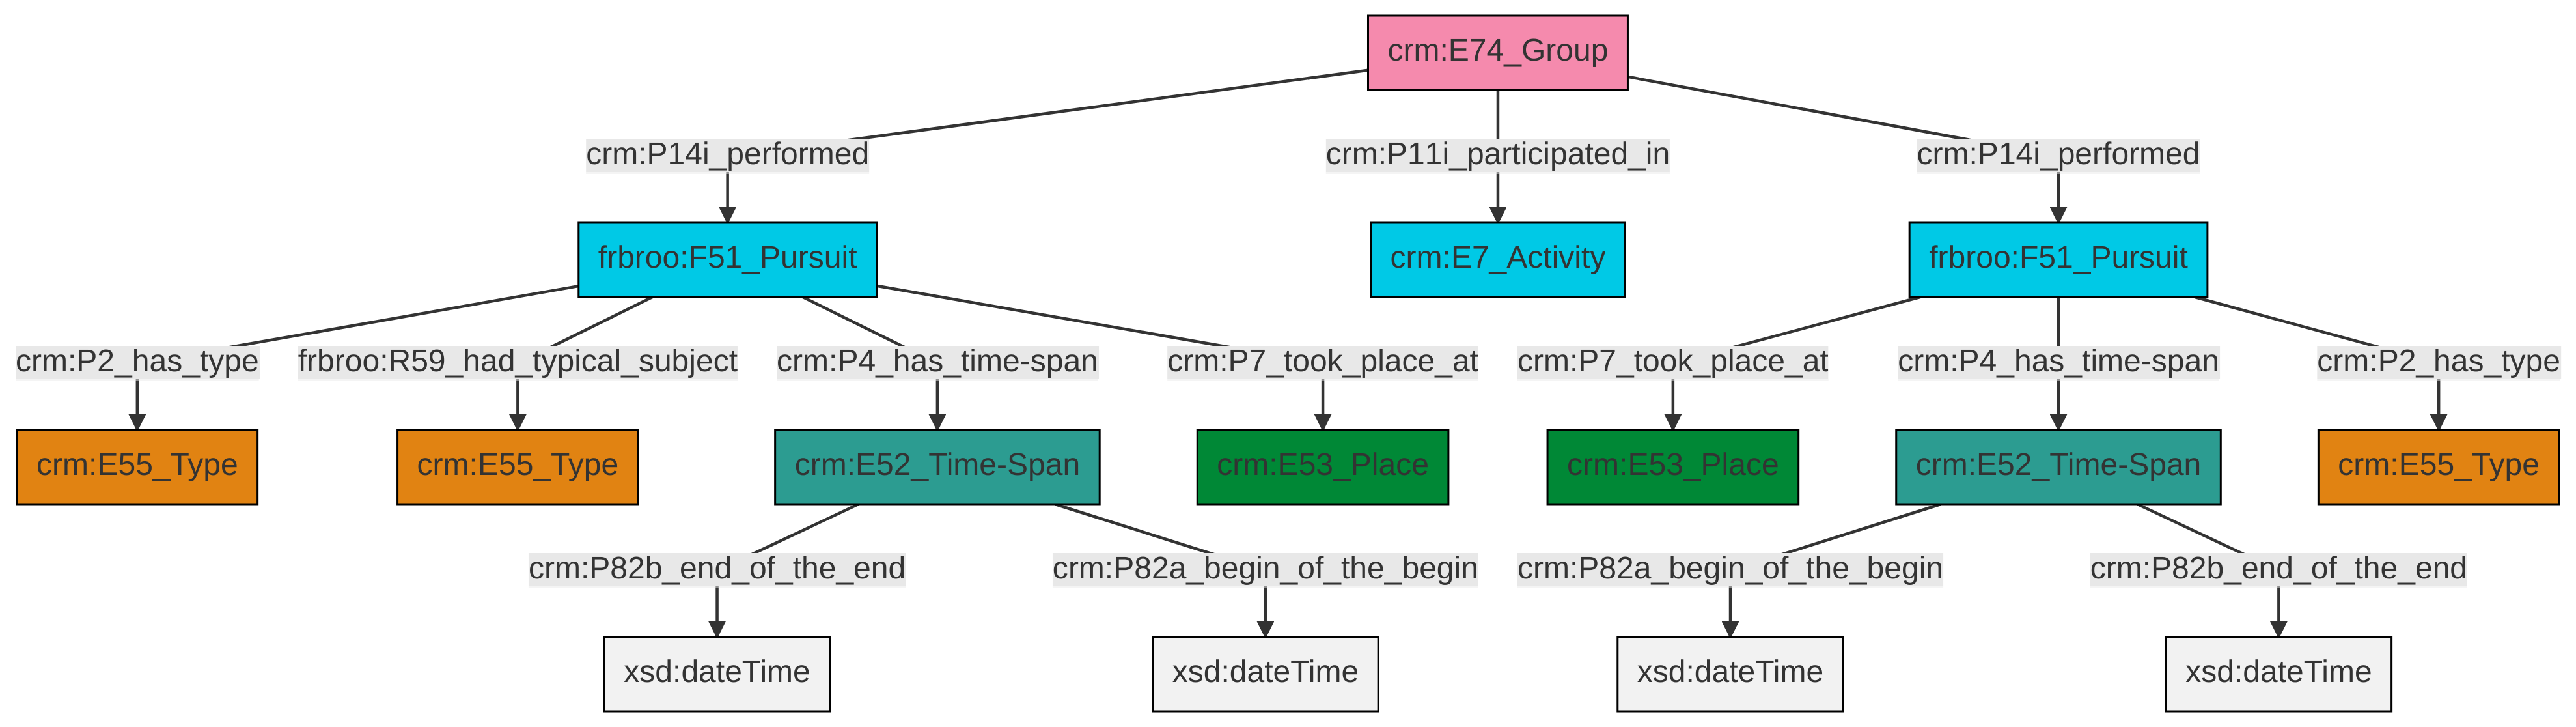 crm:E74_Group
crm:P14i_performed
crm:P11i_participated_in
crm:P14i_performed
frbroo:F51_Pursuit
crm:E7_Activity
frbroo:F51_Pursuit
crm:P2_has_type
frbroo:R59_had_typical_subject
crm:P4_has_time-span
crm:P7_took_place_at
crm:P7_took_place_at
crm:P4_has_time-span
crm:P2_has_type
crm:E55_Type
crm:E55_Type
crm:E52_Time-Span
crm:E53_Place
crm:E53_Place
crm:E52_Time-Span
crm:E55_Type
crm:P82b_end_of_the_end
crm:P82a_begin_of_the_begin
crm:P82a_begin_of_the_begin
crm:P82b_end_of_the_end
xsd:dateTime
xsd:dateTime
xsd:dateTime
xsd:dateTime